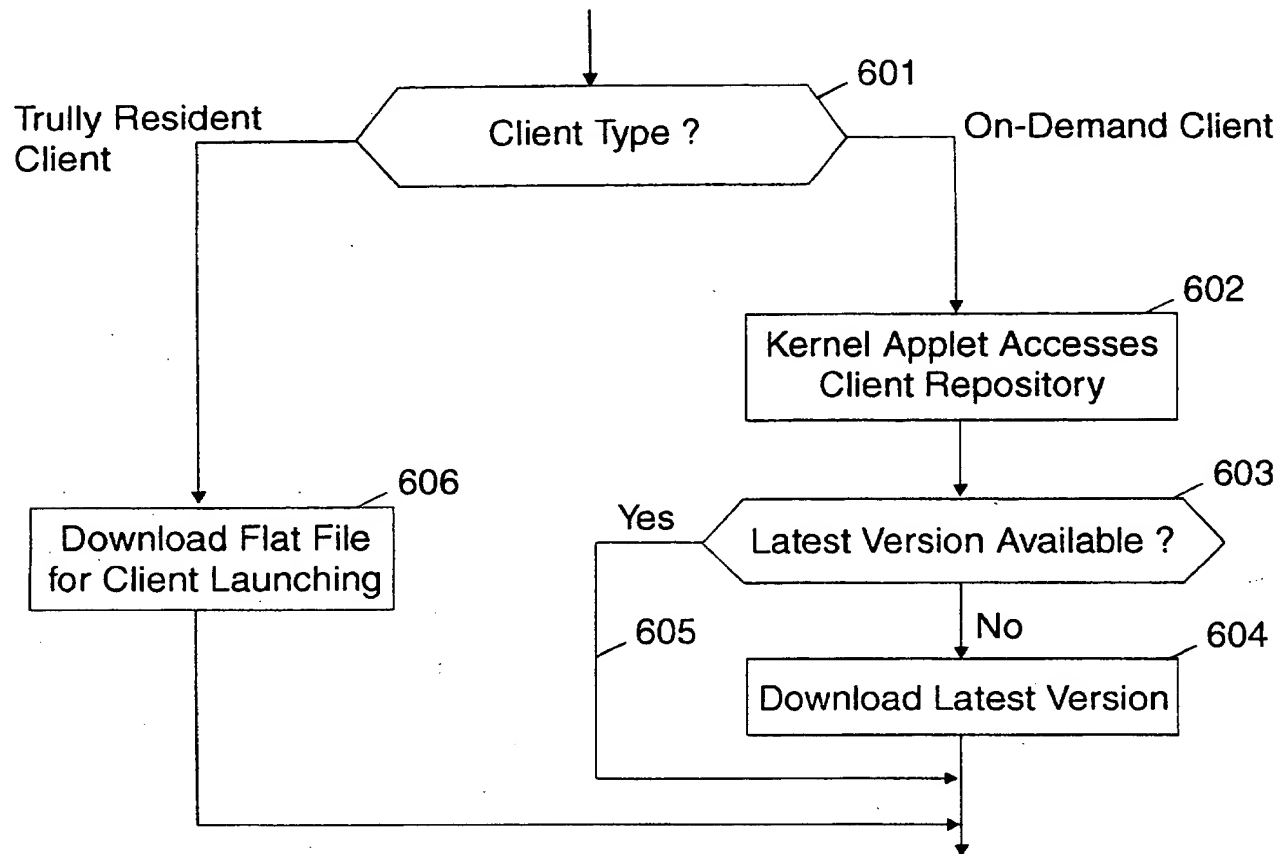 601
Client Type ?
Trully Resident
Client
On-Demand Client
602
Kernel Applet Accesses
Client Repository
606
Download Flat File
for Client Launching
603
Yes
Latest Version Available ?
605
No
604
Download Latest Version